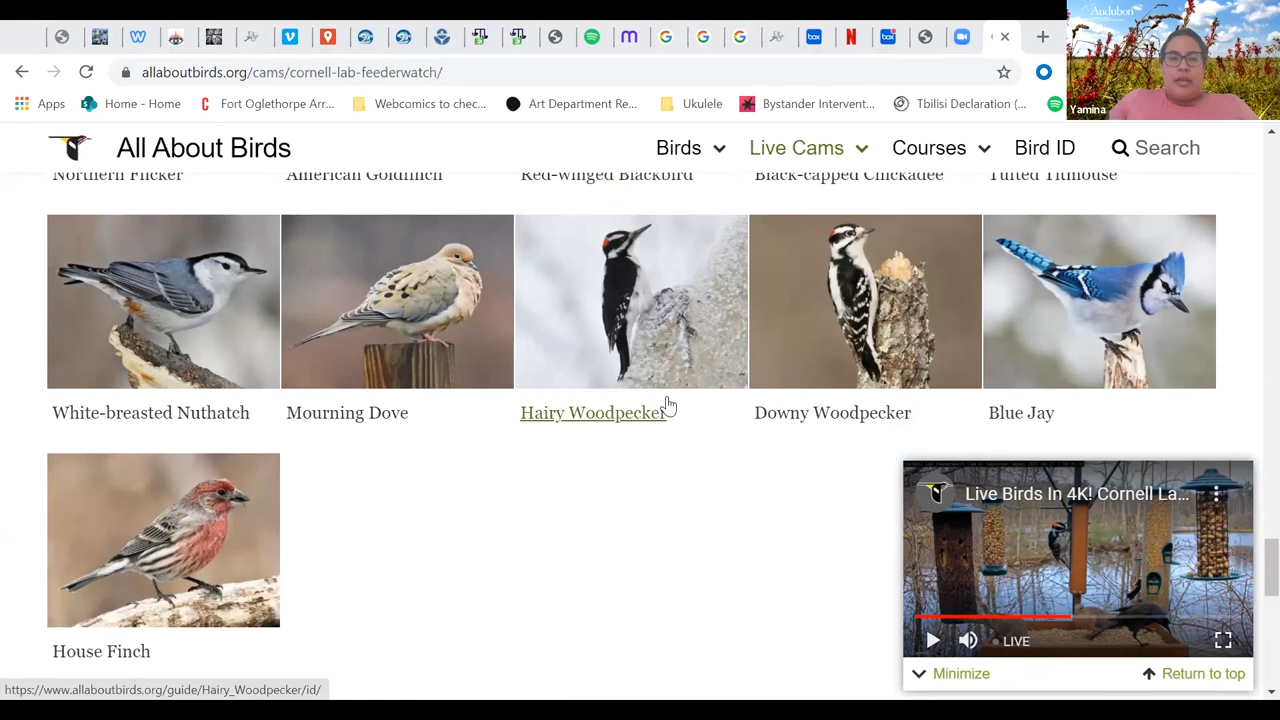 Audubon
Yamina
allaboutbirds.org/cams/cornell-lab-feederwatch/
Apps
Home - Home
Fort Oglethorpe Arr...
Webcomics to chec...
Art Department Re...
Ukulele
Bystander Intervent...
Tbilisi Declaration (...
All About Birds
Birds
Live Cams
Courses
Bird ID
Search
Northern Flicker
American Goldfinch
Red-winged Blackbird
Black-capped Chickadee
Tufted Titmouse
White-breasted Nuthatch
Mourning Dove
Hairy Woodpecker
Downy Woodpecker
Blue Jay
House Finch
Live Birds In 4K! Cornell La...
LIVE
Minimize
Return to top
https://www.allaboutbirds.org/guide/Hairy_Woodpecker/id/